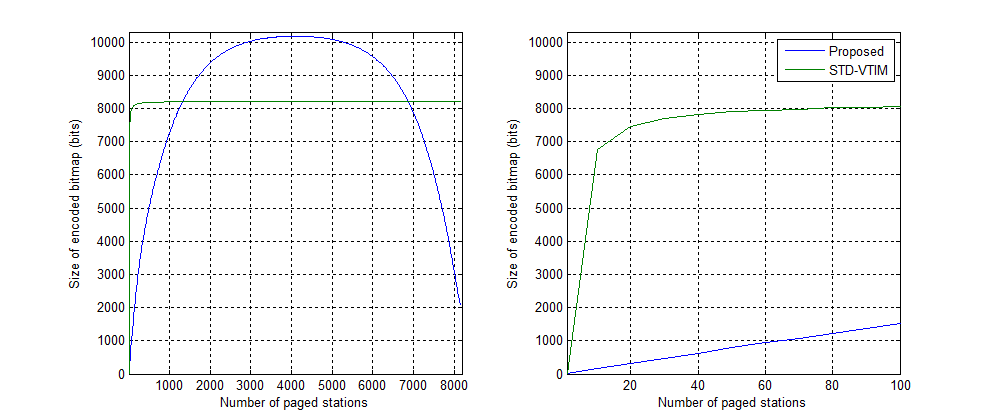 10000
9000
8000
7000
6000
5000
4000
3000
2000
1000
0
Size of encoded bitmap (bits)
1000 2000 3000 4000 5000 6000 7000 8000
Number of paged stations
10000
9000
8000
7000
6000
5000
4000
3000
2000
1000
0
Size of encoded bitmap (bits)
20 40 60 80 100
Number of paged stations
Proposed
STD-VTIM